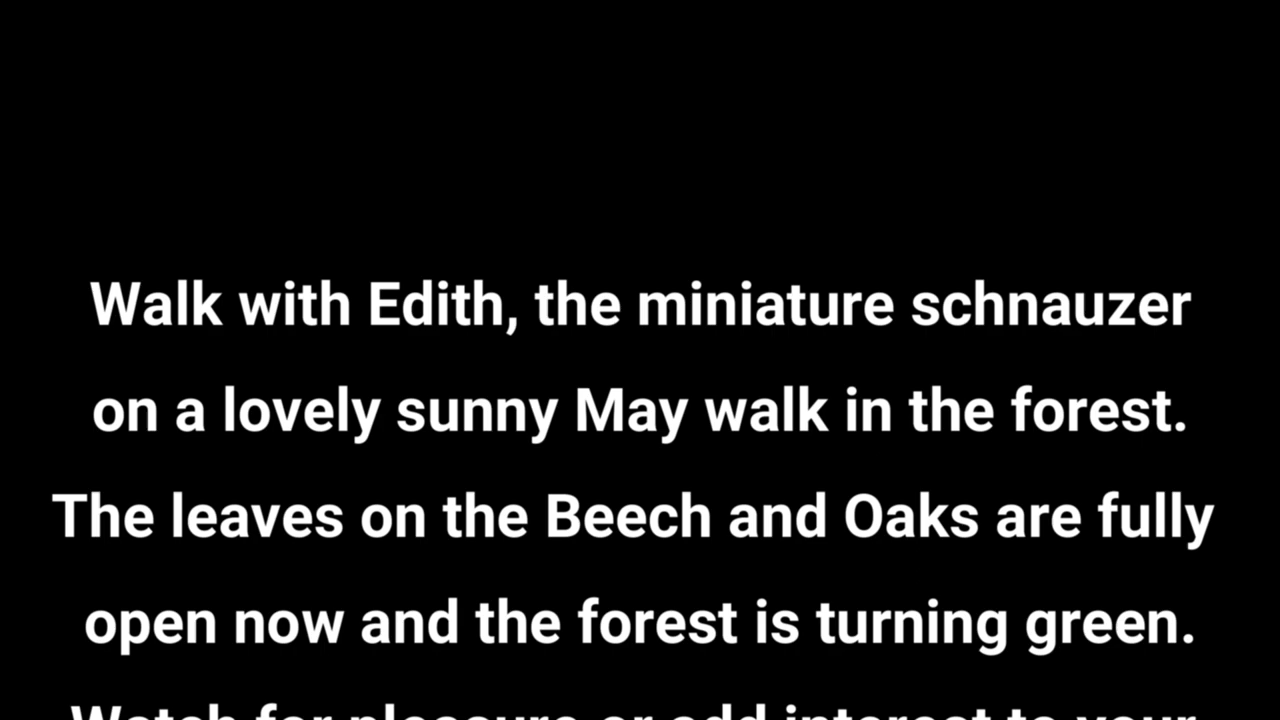 Walk with Edith, the miniature schnauzer
on a lovely sunny May walk in the forest.
The leaves on the Beech and Oaks are fully
open now and the forest is turning green.
Watch for pleasure or add interest to your